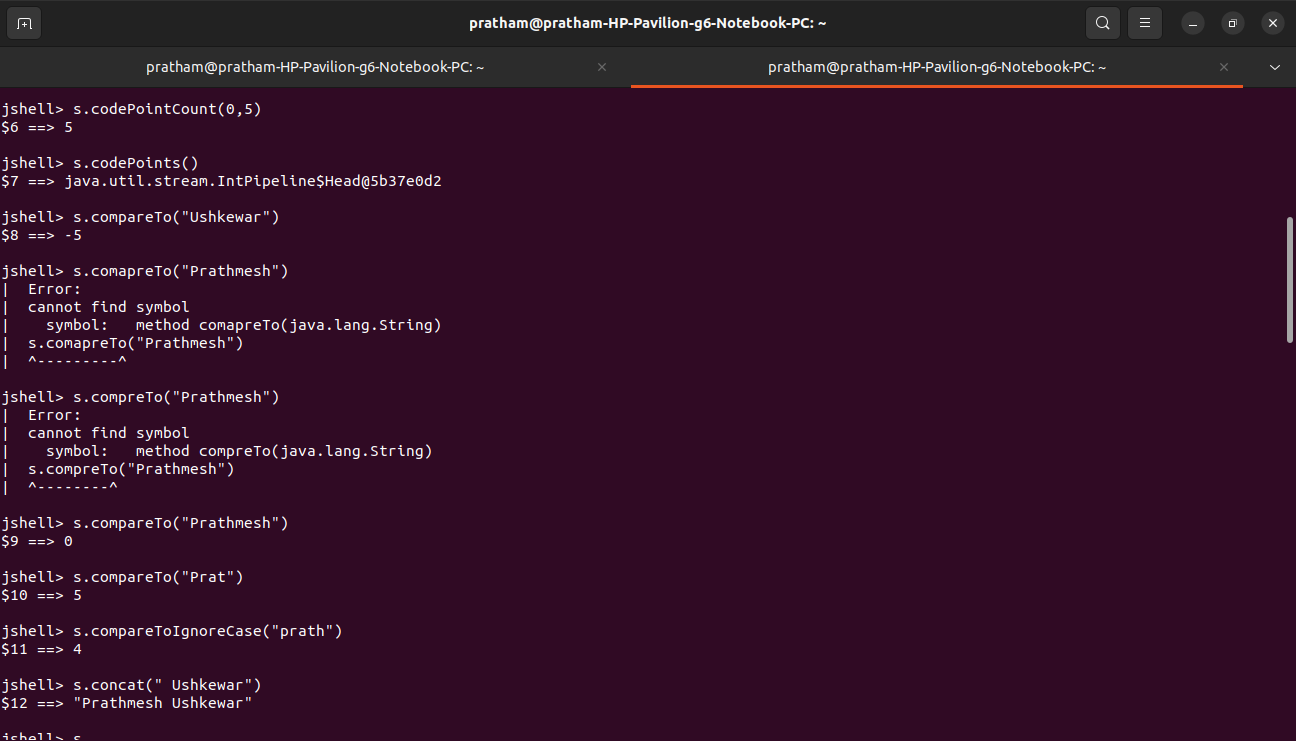 pratham@pratham-HP-Pavilion-g6-Notebook-PC: ~
pratham@pratham-HP-Pavilion-g6-Notebook-PC: ~
pratham@pratham-HP-Pavilion-g6-Notebook-PC: ~
jshell> s.codePointCount(0,5)
$6 ==> 5
jshell> s.codePoints()
$7 ==> java.util.stream.IntPipeline$Head@5b37e0d2
jshell> s.compareTo("Ushkewar")
$8 ==> -5
jshell> s.comapreTo("Prathmesh")
|  Error:
|  cannot find symbol
|    symbol:   method comapreTo(java.lang.String)
|  s.comapreTo("Prathmesh")
|  ^---------^
jshell> s.compreTo("Prathmesh")
|  Error:
|  cannot find symbol
|    symbol:   method compreTo(java.lang.String)
|  s.compreTo("Prathmesh")
|  ^--------^
jshell> s.compareTo("Prathmesh")
$9 ==> 0
jshell> s.compareTo("Prat")
$10 ==> 5
jshell> s.compareToIgnoreCase("prath")
$11 ==> 4
jshell> s.concat(" Ushkewar")
$12 ==> "Prathmesh Ushkewar"
jshell> s.